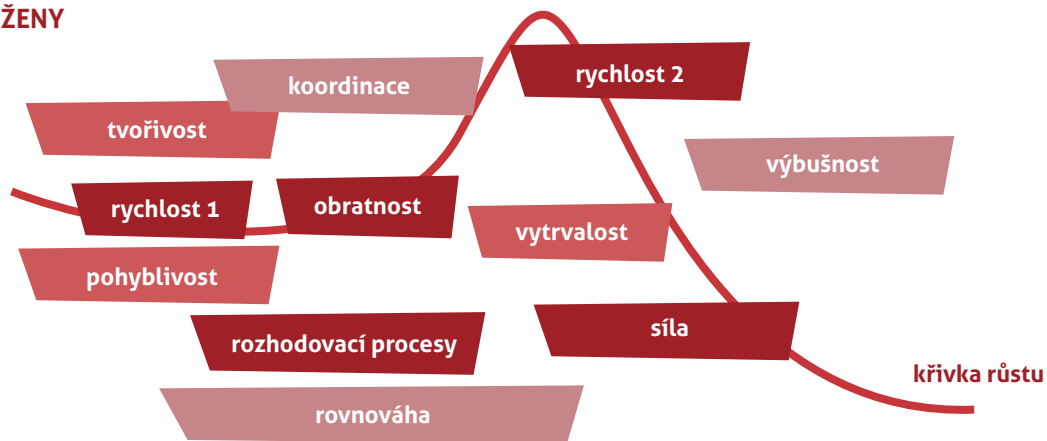 ŽENY
koordinace
rychlost 2
tvořivost
výbušnost
rychlost 1
obratnost
vytrvalost
pohyblivost
síla
rozhodovací procesy
křivka růstu
rovnováha